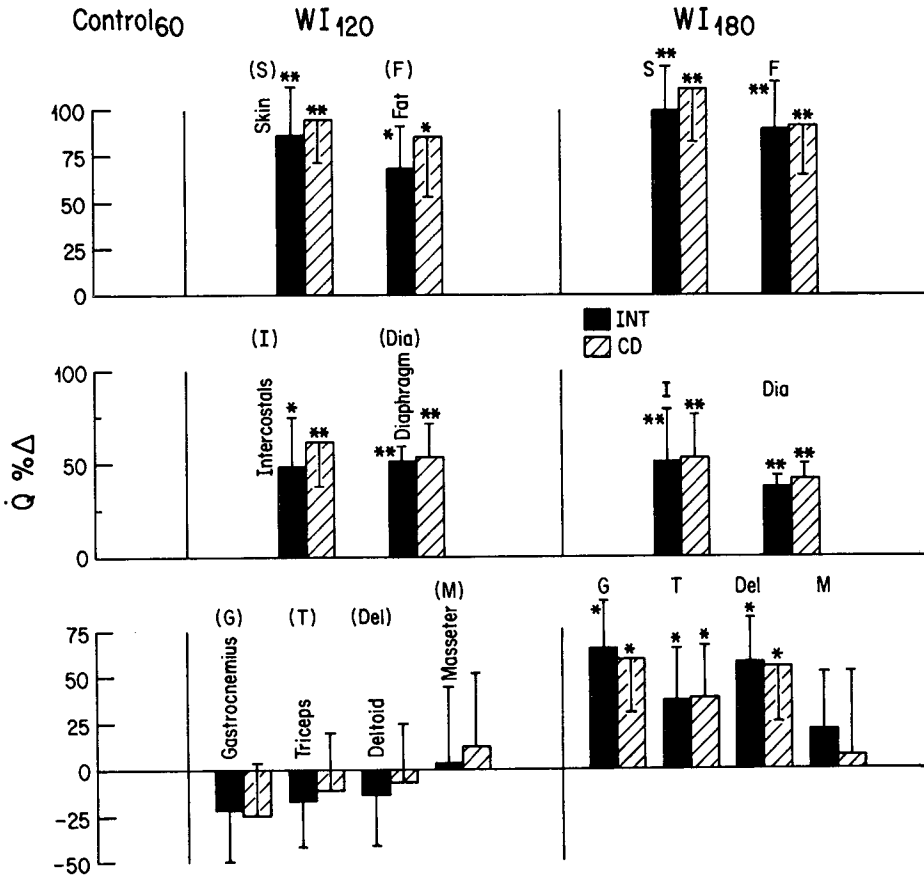 Control60 WI120 WI180
(S) ** (F) S ** F
** ** **
Skin * Fat * **
100
75
50
25
0
INT
CD
(I) (Dia) I Dia
Intercostals * ** ** Diaphragm ** ** ** ** **
100
50
0
Q̇ %Δ
(G) (T) (Del) (M) G T Del M
Gastrocnemius Triceps Deltoid Masseter * * * * * *
75
50
25
0
-25
-50